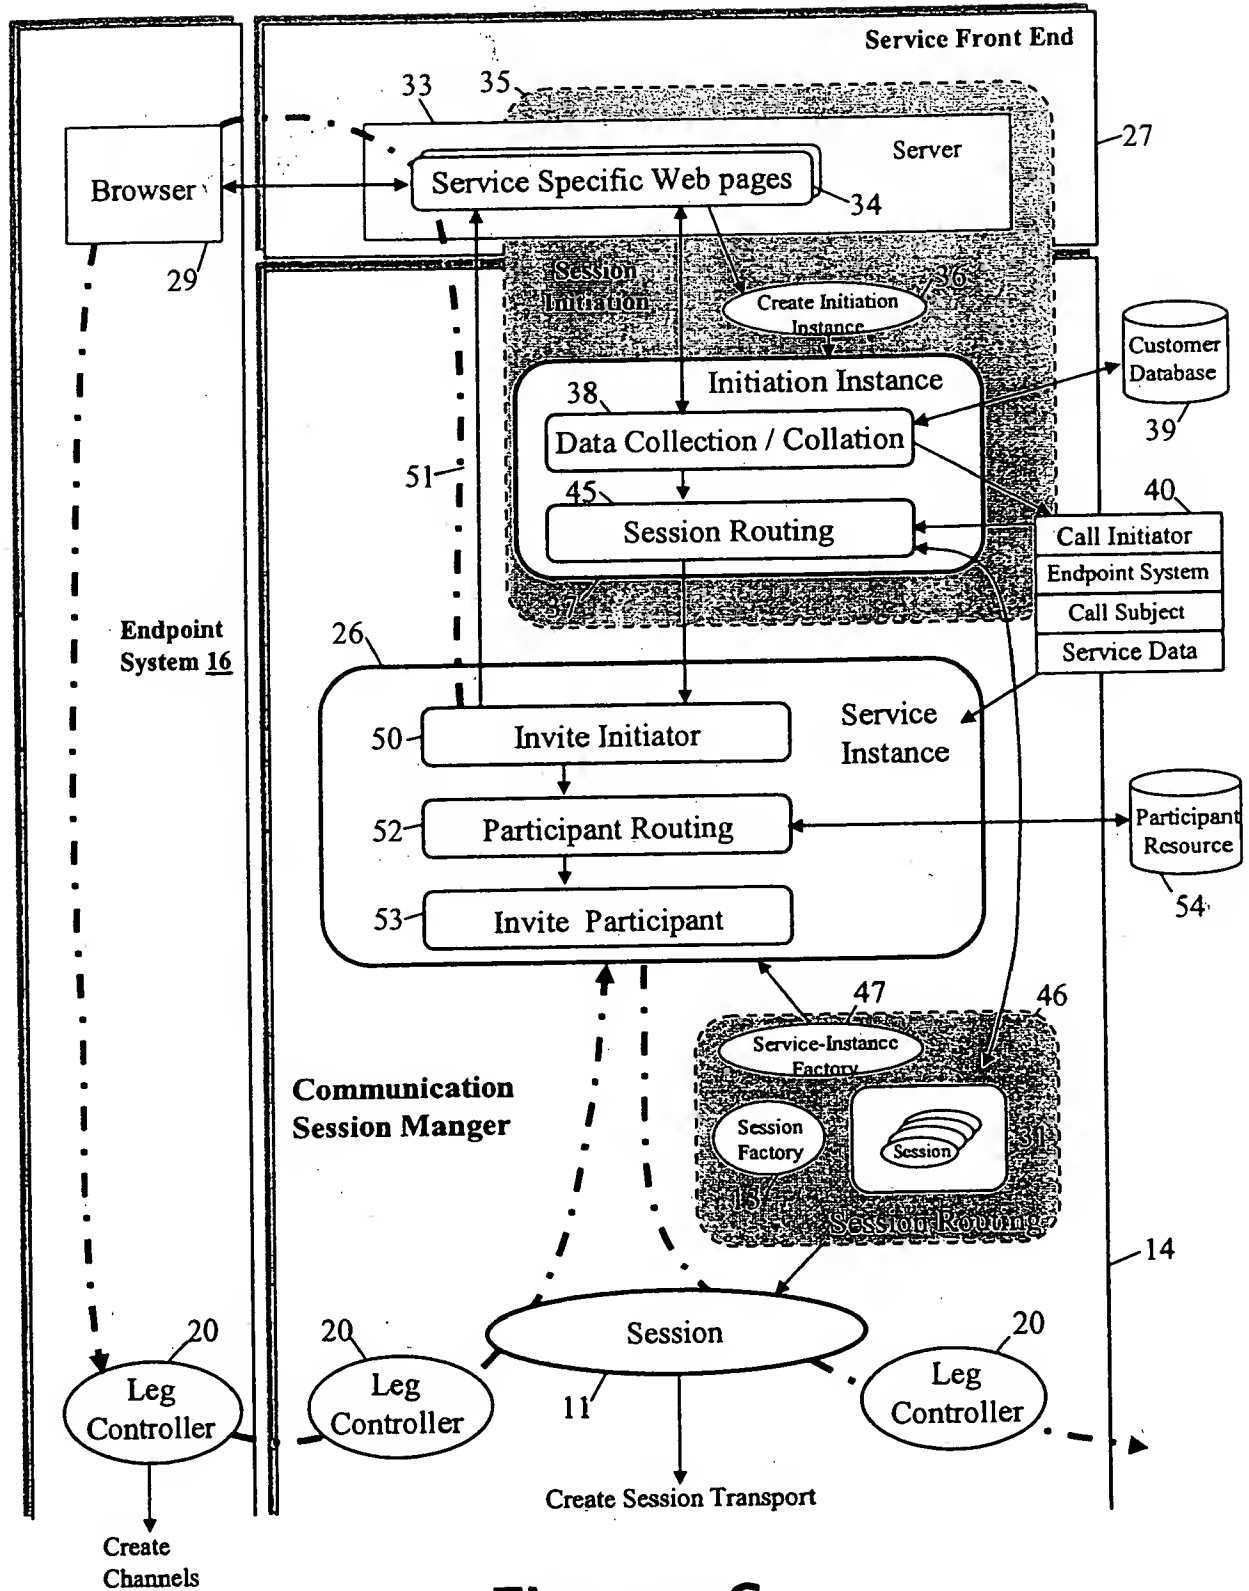 Service Front End
33
35
27
Server
Browser
Service Specific Web pages
34
29
Session
Initiation
36
Create Initiation
Instance
Customer
Database
39
Initiation Instance
38
Data Collection / Collation
51
45
Session Routing
40
Call Initiator
Endpoint System
Call Subject
Service Data
37
Endpoint
System 16
26
Service
Instance
50
Invite Initiator
52
Participant Routing
Participant
Resource
54
53
Invite Participant
47
46
Service-Instance
Factory
Communication
Session Manger
Session
Factory
Session
31
13
Session Routing
14
20
20
20
Session
Leg
Controller
Leg
Controller
Leg
Controller
11
Create Session Transport
Create
Channels